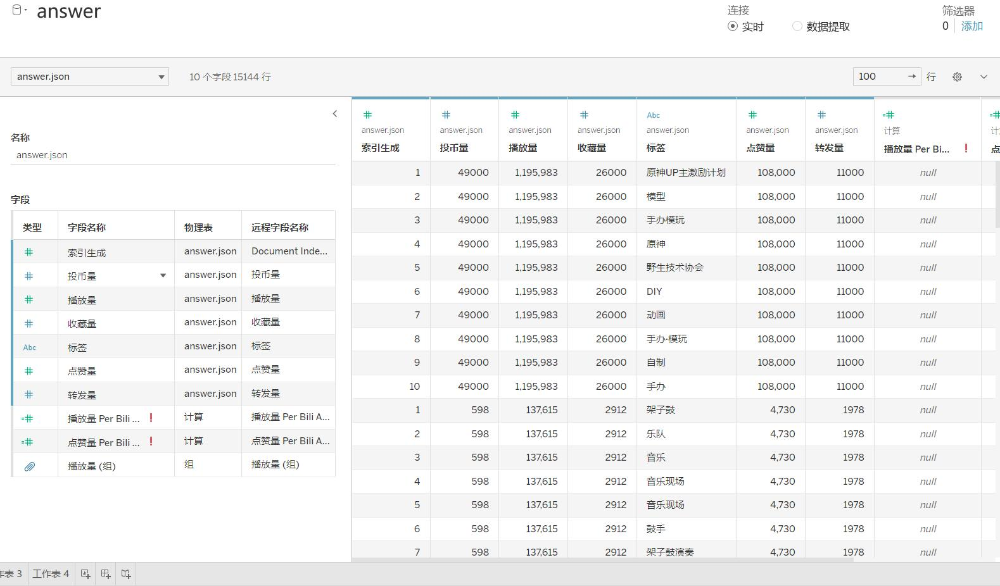 answer
连接
实时
数据提取
筛选器
0 添加
answer.json
10 个字段 15144 行
100 → 行
名称
answer.json
字段
类型 字段名称 物理表 远程字段名称
# 索引生成 answer.json Document Inde...
# 投币量 answer.json 投币量
# 播放量 answer.json 播放量
# 收藏量 answer.json 收藏量
Abc 标签 answer.json 标签
# 点赞量 answer.json 点赞量
# 转发量 answer.json 转发量
=# 播放量 Per Bili ... ! 计算 播放量 Per Bili A...
=# 点赞量 Per Bili ... ! 计算 点赞量 Per Bili A...
播放量 (组) 组 播放量 (组)
# # # # Abc # # =# =#
answer.json answer.json answer.json answer.json answer.json answer.json answer.json 计算
索引生成 投币量 播放量 收藏量 标签 点赞量 转发量 播放量 Per Bi... ! 点
1 49000 1,195,983 26000 原神UP主激励计划 108,000 11000 null
2 49000 1,195,983 26000 模型 108,000 11000 null
3 49000 1,195,983 26000 手办模玩 108,000 11000 null
4 49000 1,195,983 26000 原神 108,000 11000 null
5 49000 1,195,983 26000 野生技术协会 108,000 11000 null
6 49000 1,195,983 26000 DIY 108,000 11000 null
7 49000 1,195,983 26000 动画 108,000 11000 null
8 49000 1,195,983 26000 手办·模玩 108,000 11000 null
9 49000 1,195,983 26000 自制 108,000 11000 null
10 49000 1,195,983 26000 手办 108,000 11000 null
1 598 137,615 2912 架子鼓 4,730 1978 null
2 598 137,615 2912 乐队 4,730 1978 null
3 598 137,615 2912 音乐 4,730 1978 null
4 598 137,615 2912 音乐现场 4,730 1978 null
5 598 137,615 2912 音乐现场 4,730 1978 null
6 598 137,615 2912 鼓手 4,730 1978 null
7 598 137,615 2912 架子鼓演奏 4,730 1978 null
作表 3 工作表 4